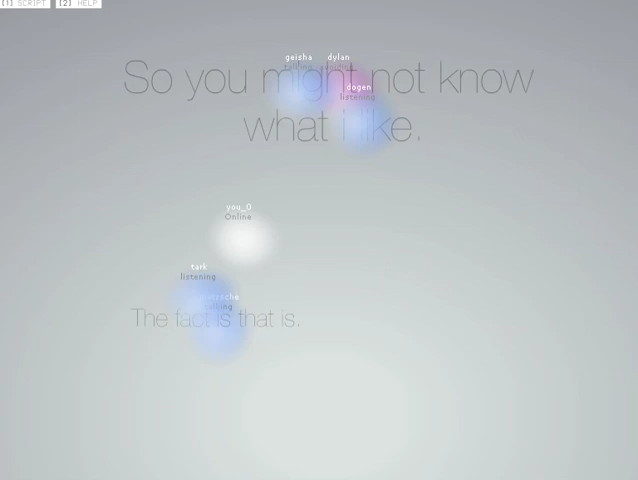 [1] SCRIPT [2] HELP
geisha dylan
talking
So you might not know
dogen
listening
what i like.
you_0
Online
tark
listening
The fact is that is.